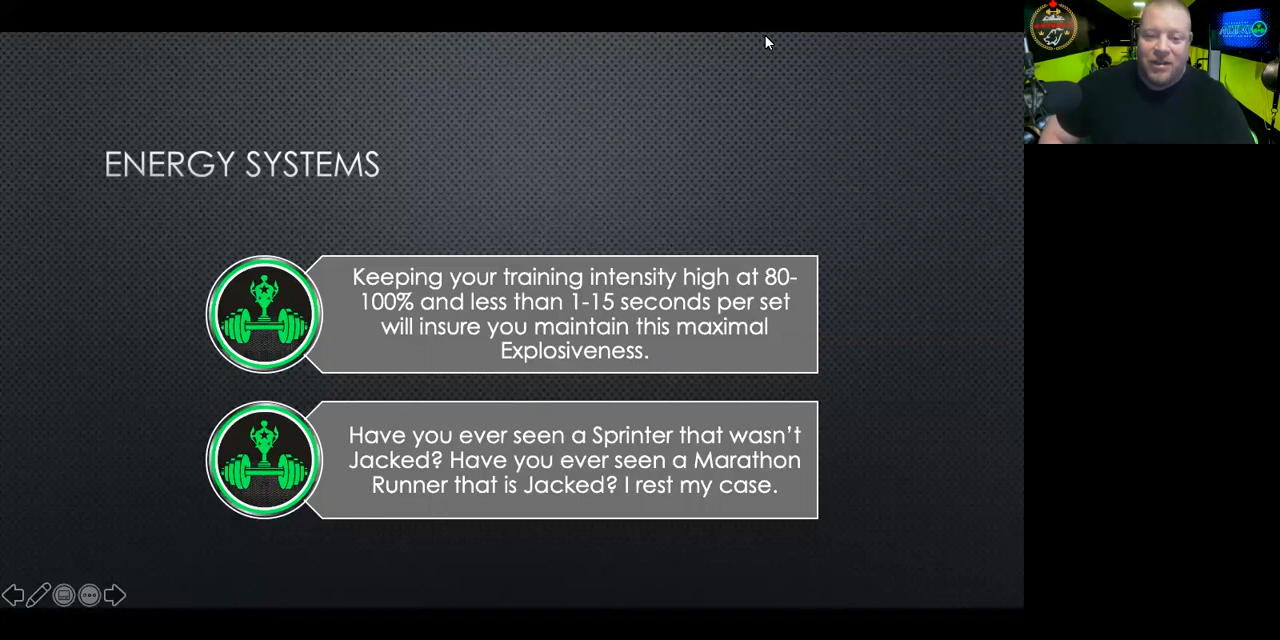 ENERGY SYSTEMS
Keeping your training intensity high at 80-
100% and less than 1-15 seconds per set
will insure you maintain this maximal
Explosiveness.
Have you ever seen a Sprinter that wasn't
Jacked? Have you ever seen a Marathon
Runner that is Jacked? I rest my case.